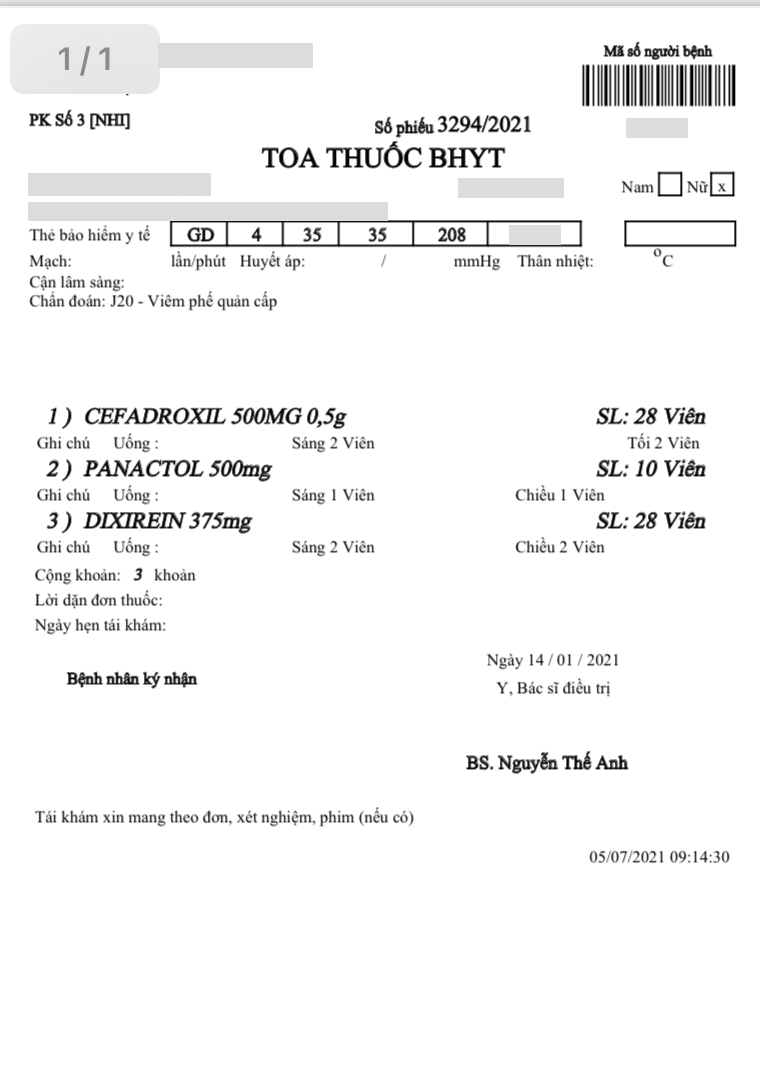 1/1
Mã số người bệnh
PK Số 3 [NHI]
Số phiếu 3294/2021
TOA THUỐC BHYT
Nam Nữ x
Thẻ bảo hiểm y tế GD 4 35 35 208
Mạch: lần/phút Huyết áp: / mmHg Thân nhiệt: °C
Cận lâm sàng:
Chẩn đoán: J20 - Viêm phế quản cấp
1 ) CEFADROXIL 500MG 0,5g SL: 28 Viên
Ghi chú Uống : Sáng 2 Viên Tối 2 Viên
2 ) PANACTOL 500mg SL: 10 Viên
Ghi chú Uống : Sáng 1 Viên Chiều 1 Viên
3 ) DIXIREIN 375mg SL: 28 Viên
Ghi chú Uống : Sáng 2 Viên Chiều 2 Viên
Cộng khoản: 3 khoản
Lời dặn đơn thuốc:
Ngày hẹn tái khám:
Ngày 14 / 01 / 2021
Bệnh nhân ký nhận
Y, Bác sĩ điều trị
BS. Nguyễn Thế Anh
Tái khám xin mang theo đơn, xét nghiệm, phim (nếu có)
05/07/2021 09:14:30